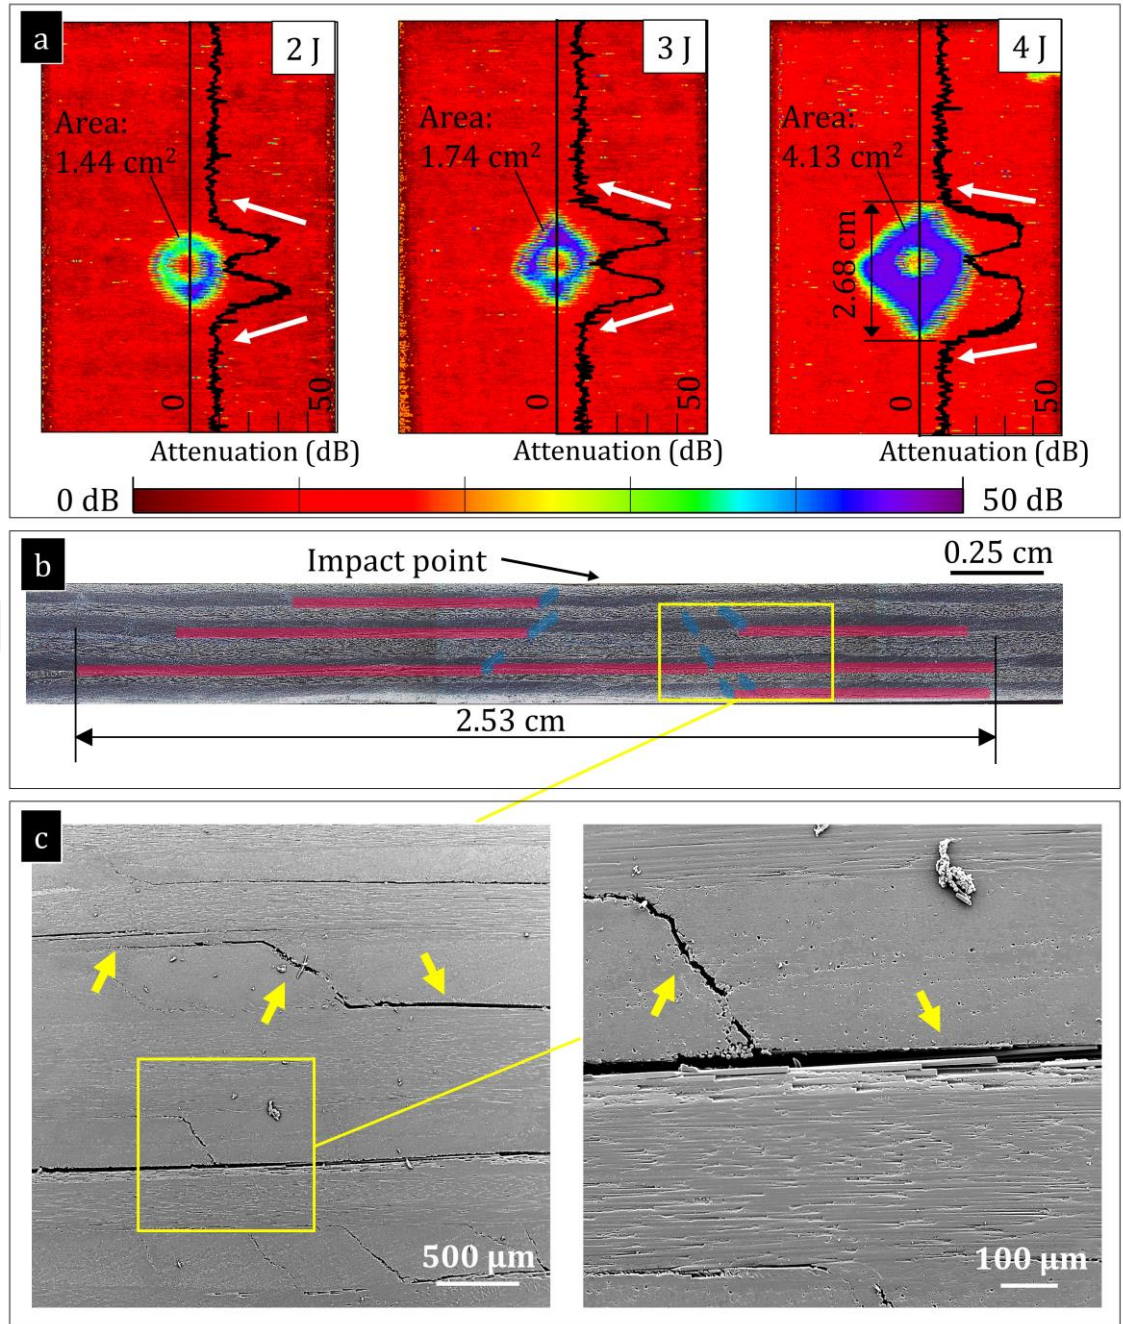 a
2 J
Area:
1.44 cm²
0
50
Attenuation (dB)
3 J
Area:
1.74 cm²
0
50
Attenuation (dB)
4 J
Area:
4.13 cm²
2.68 cm
0
50
Attenuation (dB)
0 dB
50 dB
b
Impact point
0.25 cm
2.53 cm
c
500 µm
100 µm